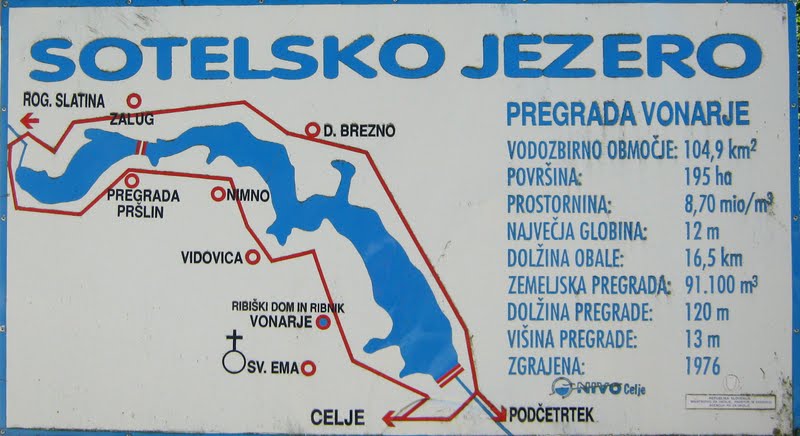 SOTELSKO JEZERO
ROG. SLATINA
ZALUG
D. BREZNO
PREGRADA
PRŠLIN
NIMNO
VIDOVICA
RIBIŠKI DOM IN RIBNIK
VONARJE
SV. EMA
CELJE
PODČETRTEK
PREGRADA VONARJE
VODOZBIRNO OBMOČJE: 104,9 km²
POVRŠINA: 195 ha
PROSTORNINA: 8,70 mio/m³
NAJVEČJA GLOBINA: 12 m
DOLŽINA OBALE: 16,5 km
ZEMELJSKA PREGRADA: 91.100 m³
DOLŽINA PREGRADE: 120 m
VIŠINA PREGRADE: 13 m
ZGRAJENA: 1976
NIVO Celje